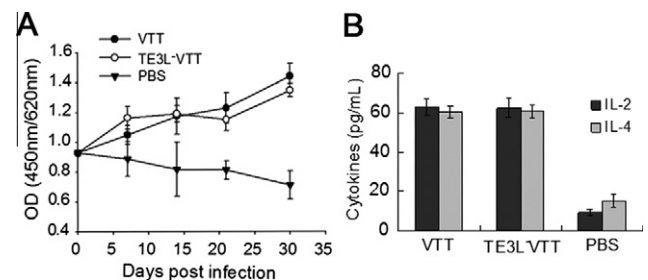 A
VTT
TE3L⁻VTT
PBS
OD (450nm/620nm)
1.6
1.4
1.2
1.0
0.8
0.6
0.4
0 5 10 15 20 25 30 35
Days post infection
B
IL-2
IL-4
Cytokines (pg/mL)
80
60
40
20
0
VTT TE3L⁻VTT PBS